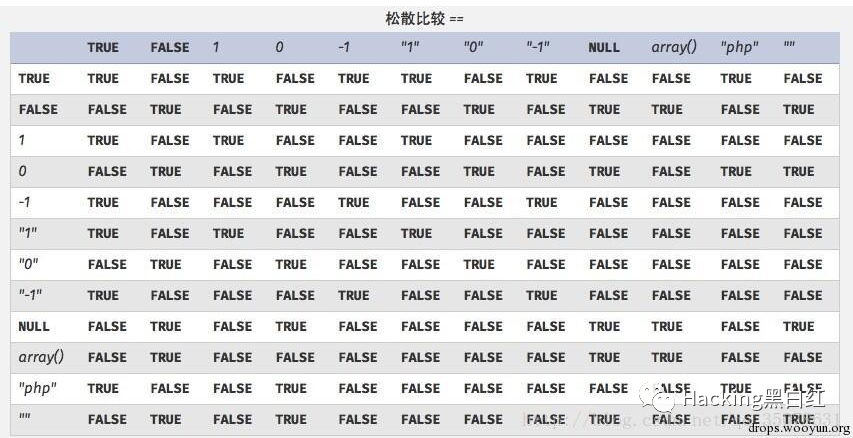 松散比较 ==
TRUE FALSE 1 0 -1 "1" "0" "-1" NULL array() "php" ""
TRUE TRUE FALSE TRUE FALSE TRUE TRUE FALSE TRUE FALSE FALSE TRUE FALSE
FALSE FALSE TRUE FALSE TRUE FALSE FALSE TRUE FALSE TRUE TRUE FALSE TRUE
1 TRUE FALSE TRUE FALSE FALSE TRUE FALSE FALSE FALSE FALSE FALSE FALSE
0 FALSE TRUE FALSE TRUE FALSE FALSE TRUE FALSE TRUE FALSE TRUE TRUE
-1 TRUE FALSE FALSE FALSE TRUE FALSE FALSE TRUE FALSE FALSE FALSE FALSE
"1" TRUE FALSE TRUE FALSE FALSE TRUE FALSE FALSE FALSE FALSE FALSE FALSE
"0" FALSE TRUE FALSE TRUE FALSE FALSE TRUE FALSE FALSE FALSE FALSE FALSE
"-1" TRUE FALSE FALSE FALSE TRUE FALSE FALSE TRUE FALSE FALSE FALSE FALSE
NULL FALSE TRUE FALSE TRUE FALSE FALSE FALSE FALSE TRUE TRUE FALSE TRUE
array() FALSE TRUE FALSE FALSE FALSE FALSE FALSE FALSE TRUE TRUE FALSE FALSE
"php" TRUE FALSE FALSE TRUE FALSE FALSE FALSE FALSE FALSE FALSE TRUE FALSE
Hacking黑白红
"" FALSE TRUE FALSE TRUE FALSE FALSE FALSE FALSE TRUE FALSE FALSE TRUE
drops.wooyun.org